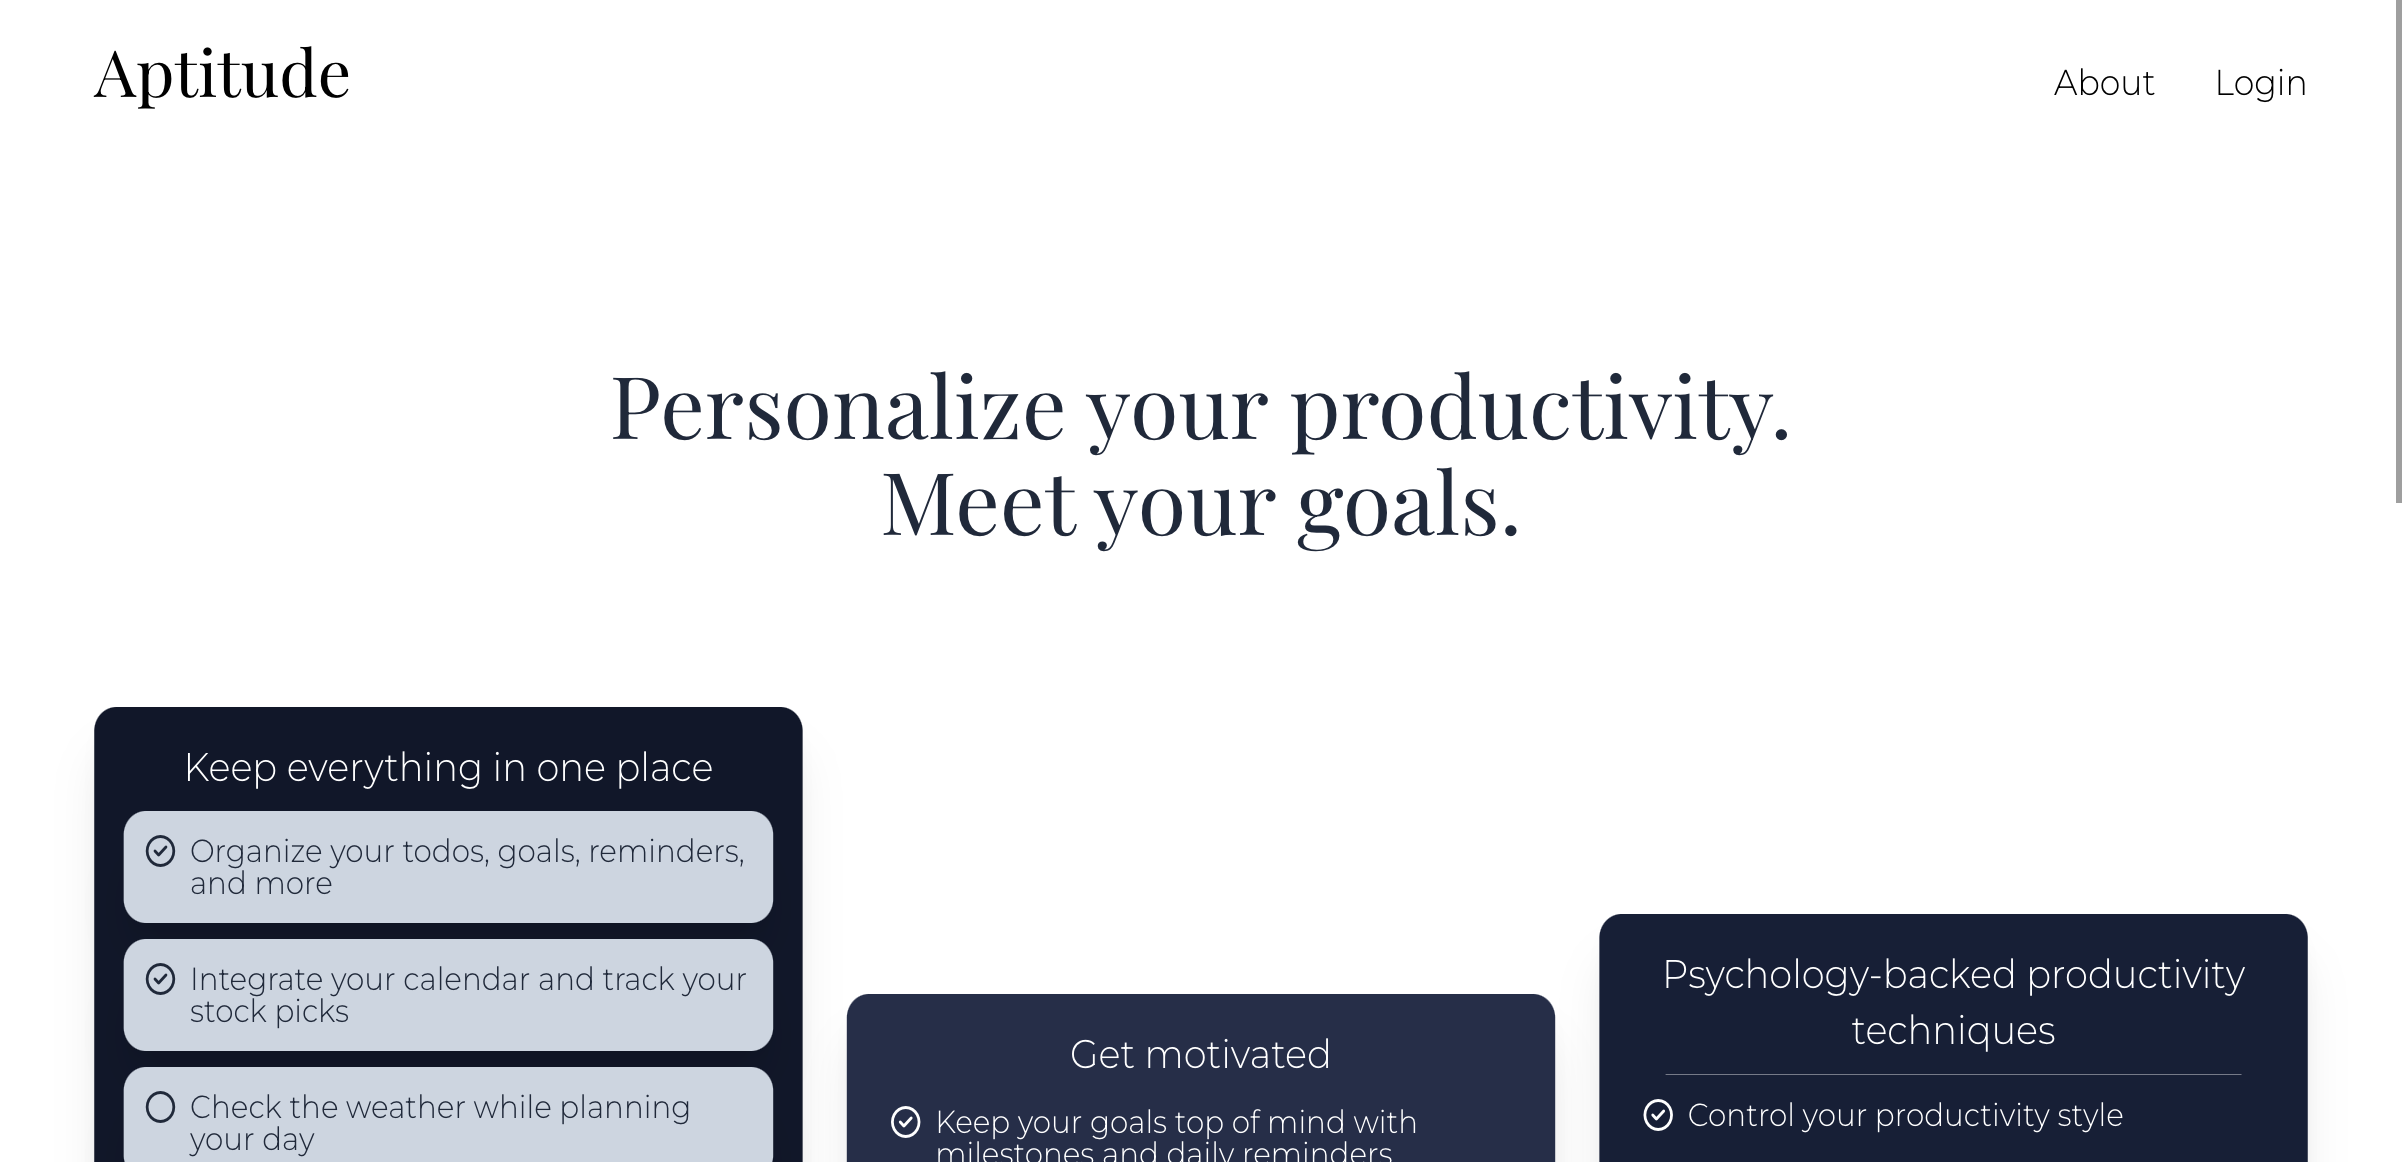 Aptitude
About
Login
Personalize your productivity.
Meet your goals.
Keep everything in one place
Organize your todos, goals, reminders,
and more
Integrate your calendar and track your
stock picks
Check the weather while planning
your day
Get motivated
Keep your goals top of mind with
milestones and daily reminders
Psychology-backed productivity
techniques
Control your productivity style